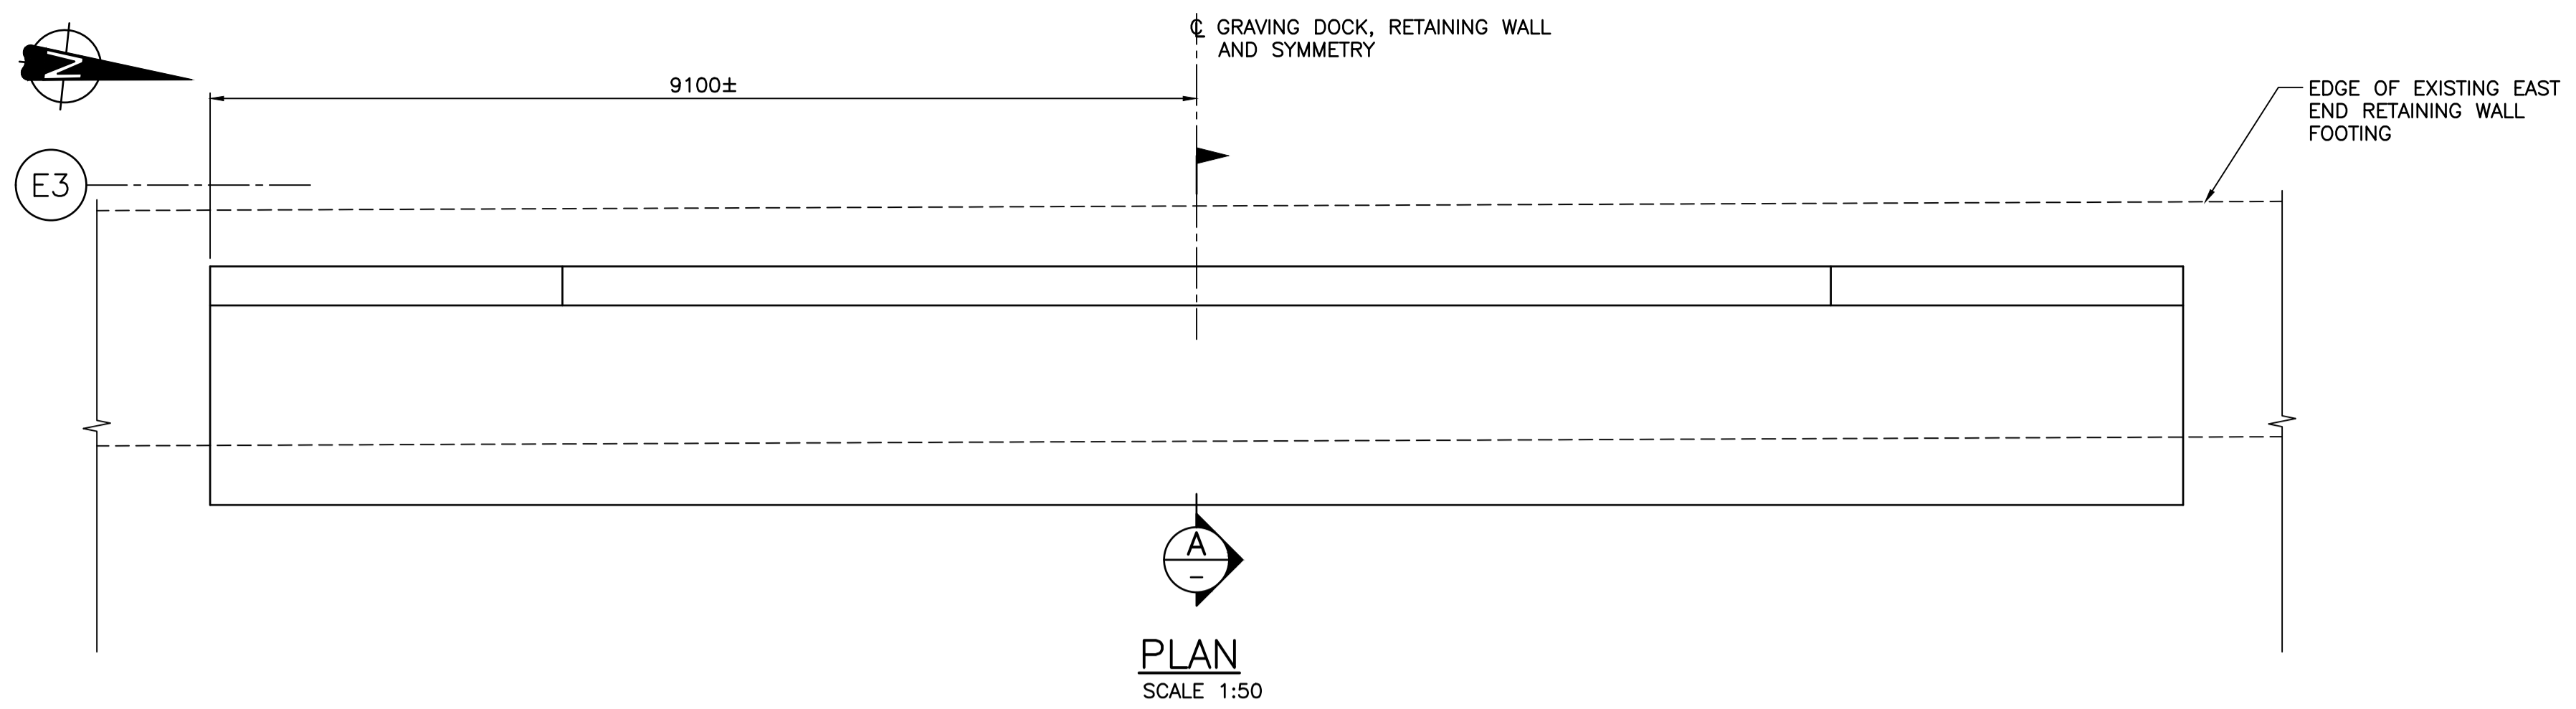 ℄ GRAVING DOCK, RETAINING WALL
AND SYMMETRY
N
9100±
EDGE OF EXISTING EAST
END RETAINING WALL
FOOTING
E3
A
-
PLAN
SCALE 1:50